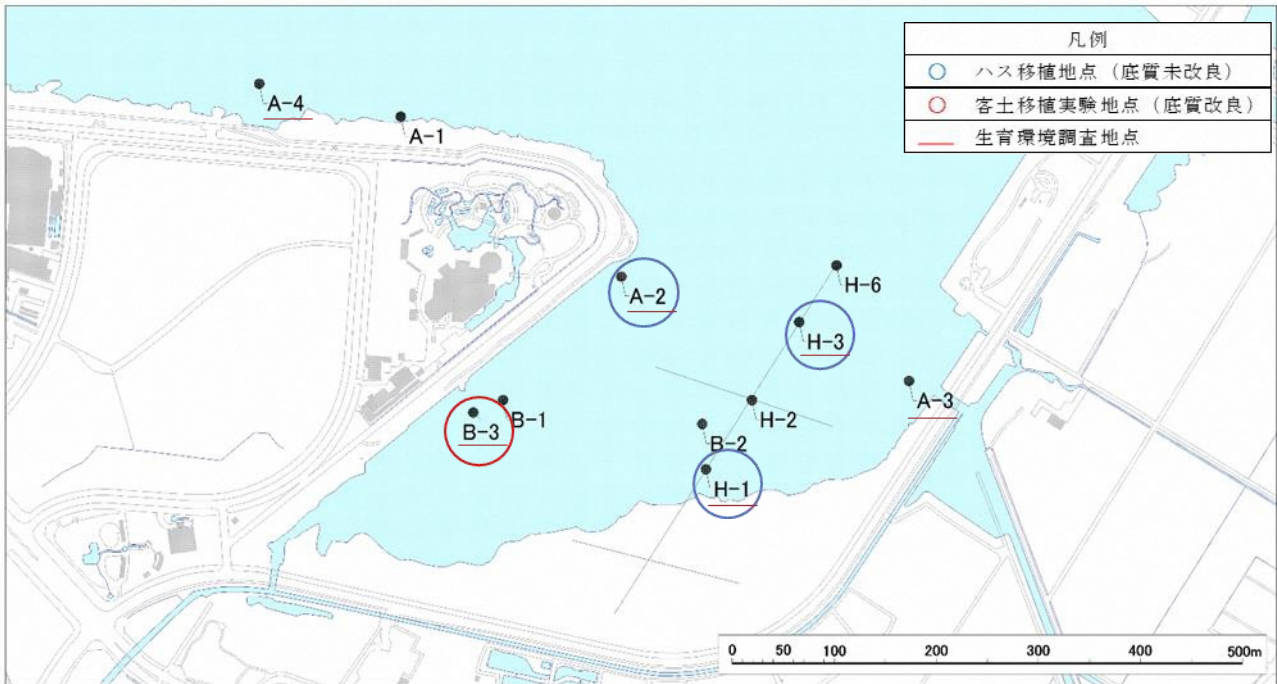 凡例
ハス移植地点（底質未改良）
客土移植実験地点（底質改良）
生育環境調査地点
A-4
A-1
A-2
H-6
H-3
A-3
B-1
B-3
H-2
B-2
H-1
0 50 100 200 300 400 500m